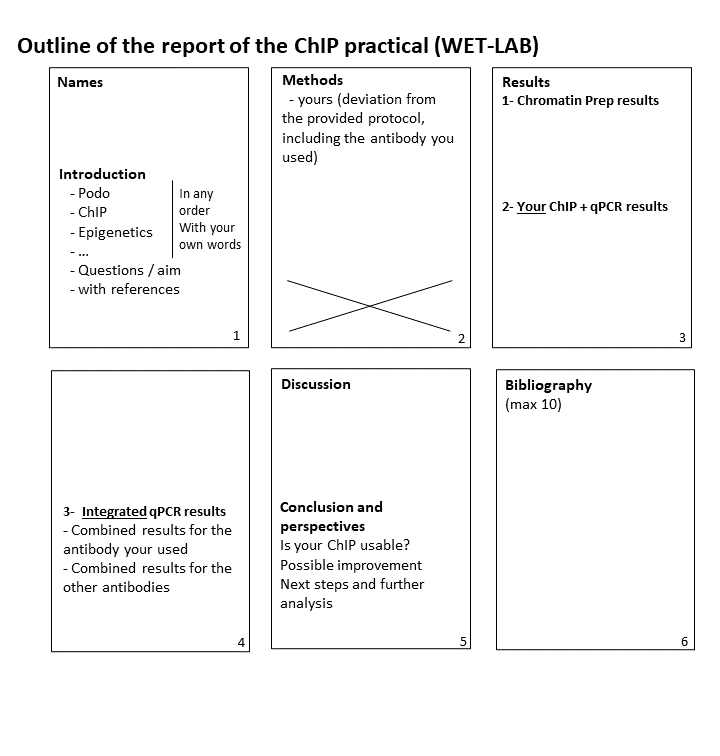 Outline of the report of the ChIP practical (WET-LAB)
Names
Introduction
- Podo
- ChIP
- Epigenetics
- ...
In any
order
With your
own words
- Questions / aim
- with references
1
Methods
- yours (deviation from
the provided protocol,
including the antibody you
used)
2
Results
1- Chromatin Prep results
2- Your ChIP + qPCR results
3
3- Integrated qPCR results
- Combined results for the
antibody your used
- Combined results for the
other antibodies
4
Discussion
Conclusion and
perspectives
Is your ChIP usable?
Possible improvement
Next steps and further
analysis
5
Bibliography
(max 10)
6